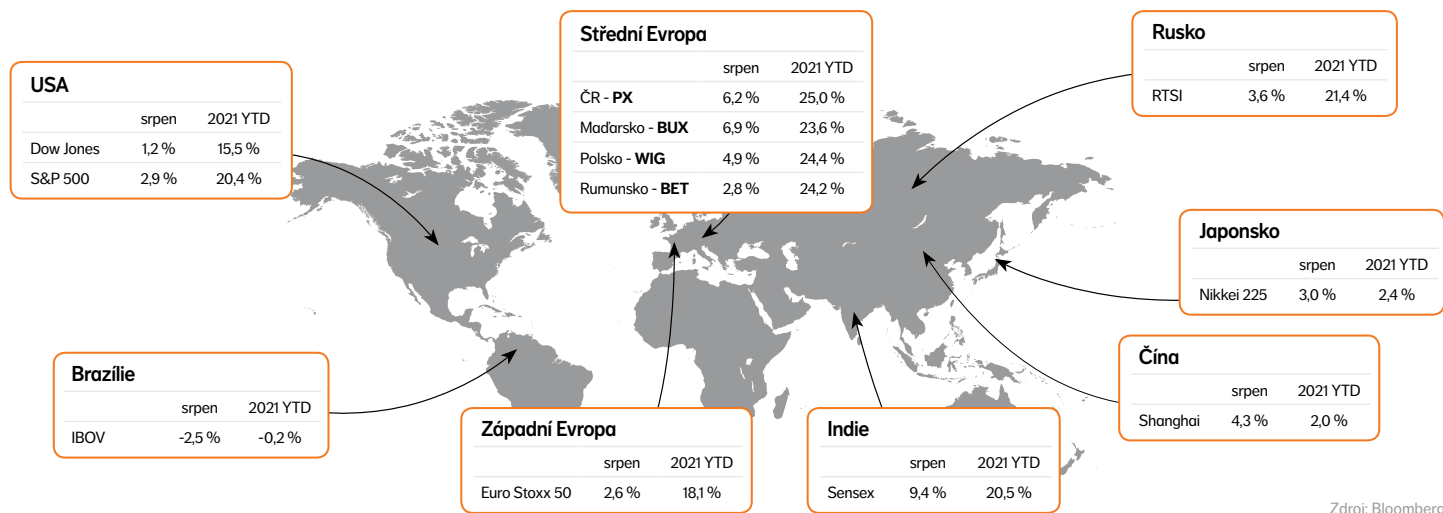 USA
srpen 2021 YTD
Dow Jones 1,2 % 15,5 %
S&P 500 2,9 % 20,4 %
Střední Evropa
srpen 2021 YTD
ČR - PX 6,2 % 25,0 %
Maďarsko - BUX 6,9 % 23,6 %
Polsko - WIG 4,9 % 24,4 %
Rumunsko - BET 2,8 % 24,2 %
Rusko
srpen 2021 YTD
RTSI 3,6 % 21,4 %
Japonsko
srpen 2021 YTD
Nikkei 225 3,0 % 2,4 %
Brazílie
srpen 2021 YTD
IBOV -2,5 % -0,2 %
Západní Evropa
srpen 2021 YTD
Euro Stoxx 50 2,6 % 18,1 %
Indie
srpen 2021 YTD
Sensex 9,4 % 20,5 %
Čína
srpen 2021 YTD
Shanghai 4,3 % 2,0 %
Zdroj: Bloomberg